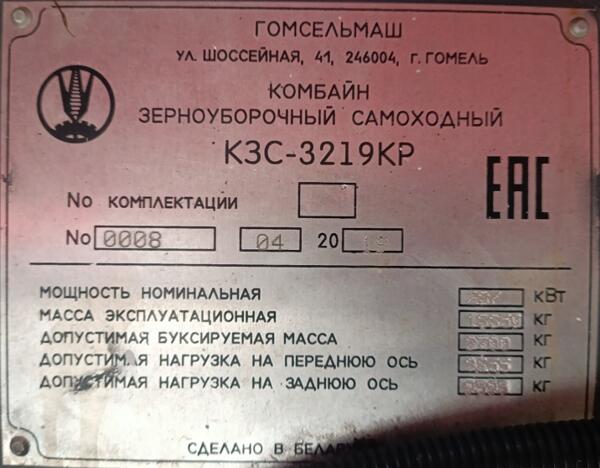 ГОМСЕЛЬМАШ
УЛ. ШОССЕЙНАЯ, 41, 246004, Г. ГОМЕЛЬ
КОМБАЙН
ЗЕРНОУБОРОЧНЫЙ САМОХОДНЫЙ
КЗС-3219КР
ЕАС
No КОМПЛЕКТАЦИИ
No 0008 04 20
МОЩНОСТЬ НОМИНАЛЬНАЯ кВт
МАССА ЭКСПЛУАТАЦИОННАЯ КГ
ДОПУСТИМАЯ БУКСИРУЕМАЯ МАССА КГ
ДОПУСТИМАЯ НАГРУЗКА НА ПЕРЕДНЮЮ ОСЬ КГ
ДОПУСТИМАЯ НАГРУЗКА НА ЗАДНЮЮ ОСЬ КГ
СДЕЛАНО В